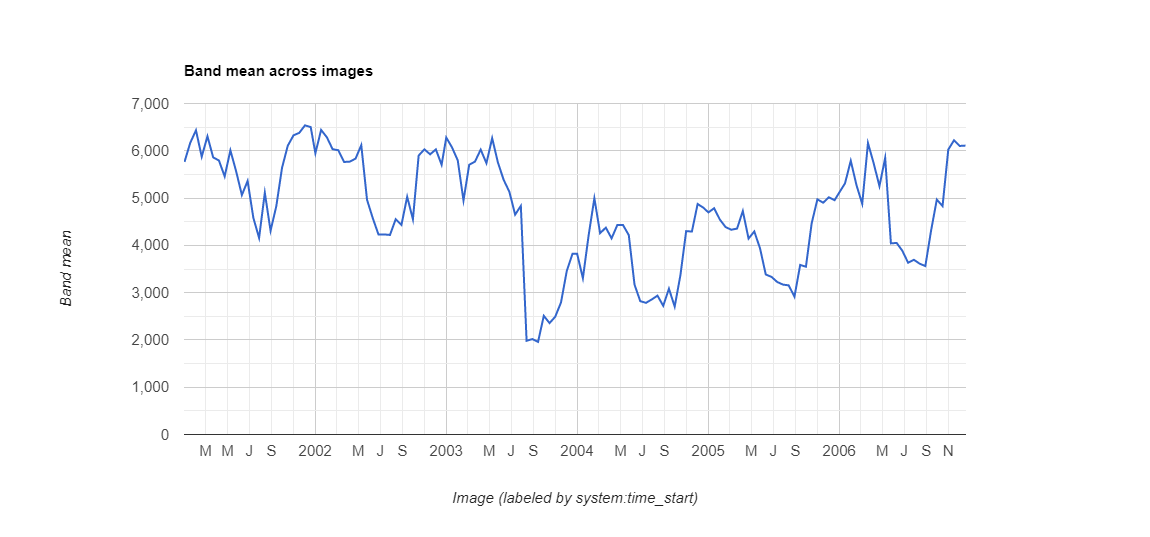 Band mean across images
7,000
6,000
5,000
4,000
3,000
2,000
1,000
0
Band mean
M M J S 2002 M J S 2003 M J S 2004 M J S 2005 M J S 2006 M J S N
Image (labeled by system:time_start)